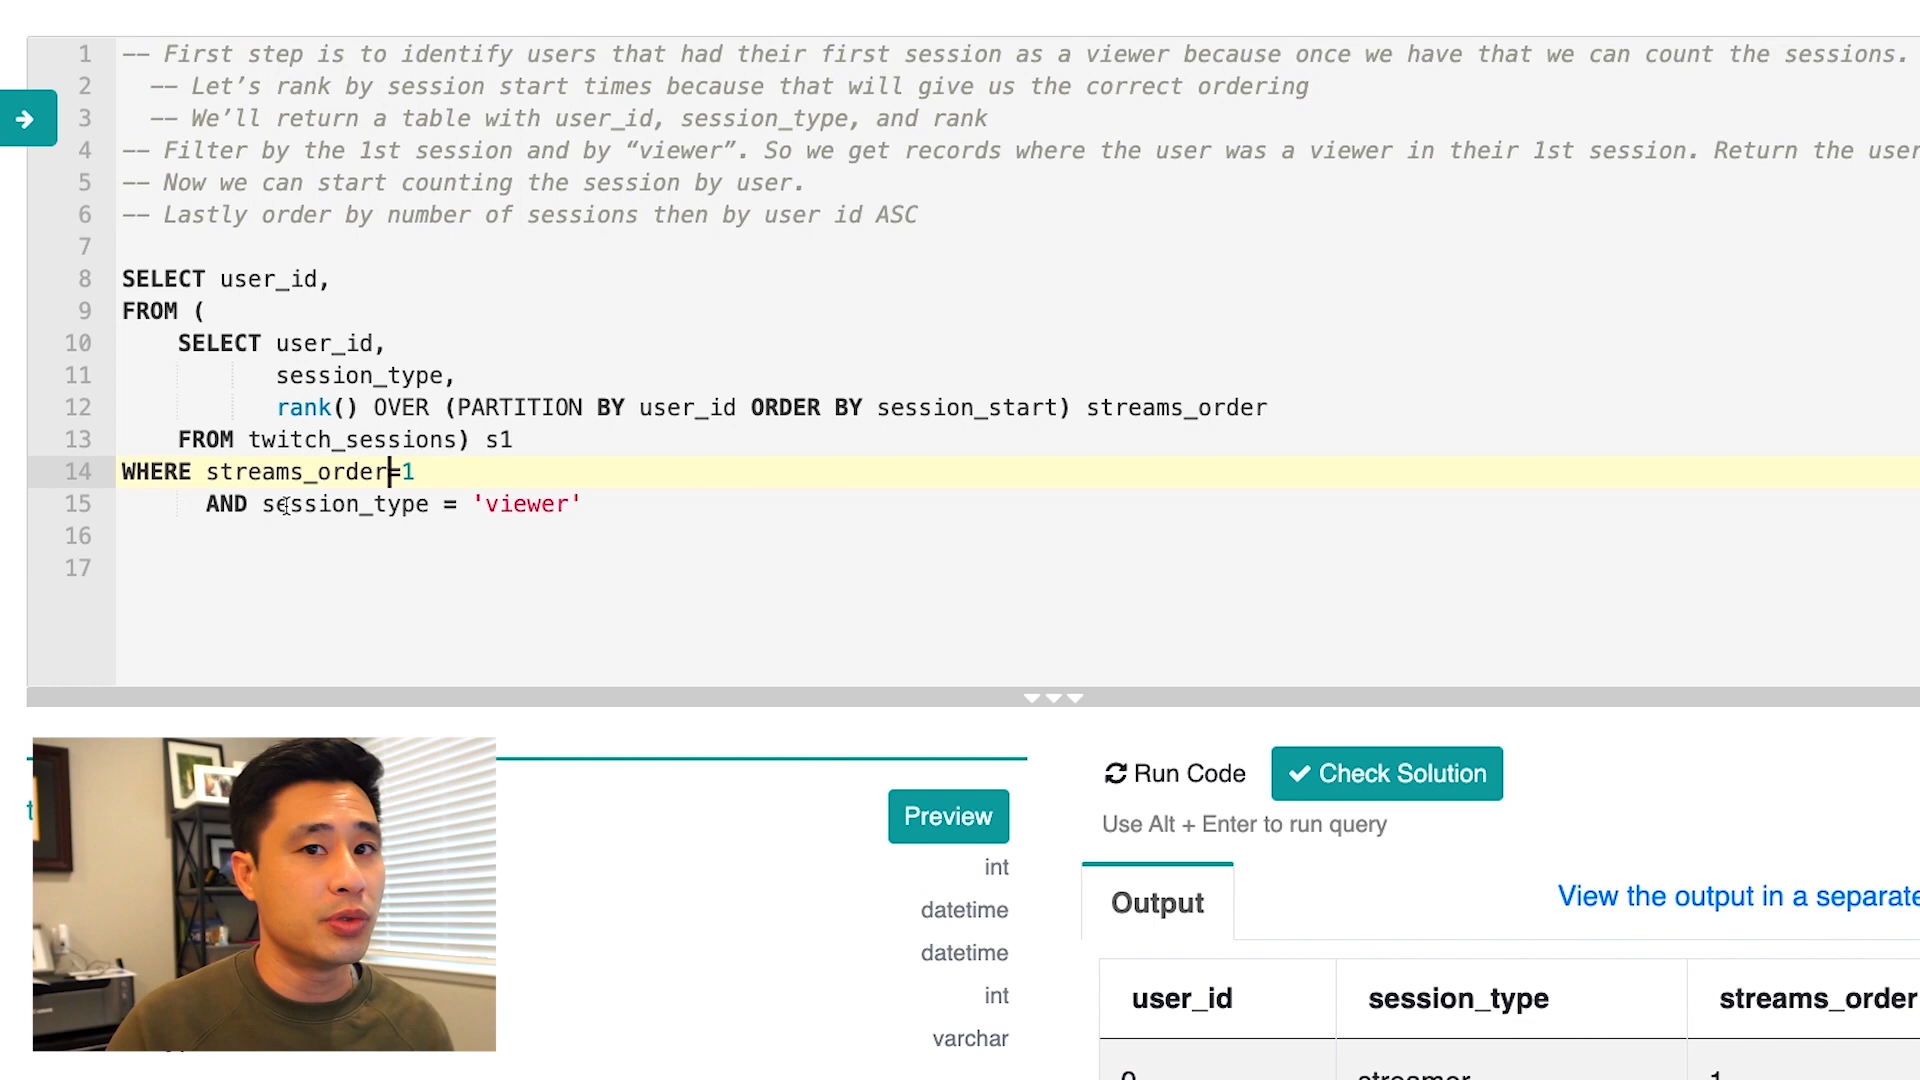 1 -- First step is to identify users that had their first session as a viewer because once we have that we can count the sessions.
2 -- Let’s rank by session start times because that will give us the correct ordering
3 -- We’ll return a table with user_id, session_type, and rank
4 -- Filter by the 1st session and by “viewer”. So we get records where the user was a viewer in their 1st session. Return the user
5 -- Now we can start counting the session by user.
6 -- Lastly order by number of sessions then by user id ASC
7
8 SELECT user_id,
9 FROM (
10 SELECT user_id,
11 session_type,
12 rank() OVER (PARTITION BY user_id ORDER BY session_start) streams_order
13 FROM twitch_sessions) s1
14 WHERE streams_order=1
15 AND session_type = 'viewer'
16
17
Preview
int
datetime
datetime
int
varchar
Run Code
Check Solution
Use Alt + Enter to run query
Output
View the output in a separate
user_id session_type streams_order
0 streamer 1